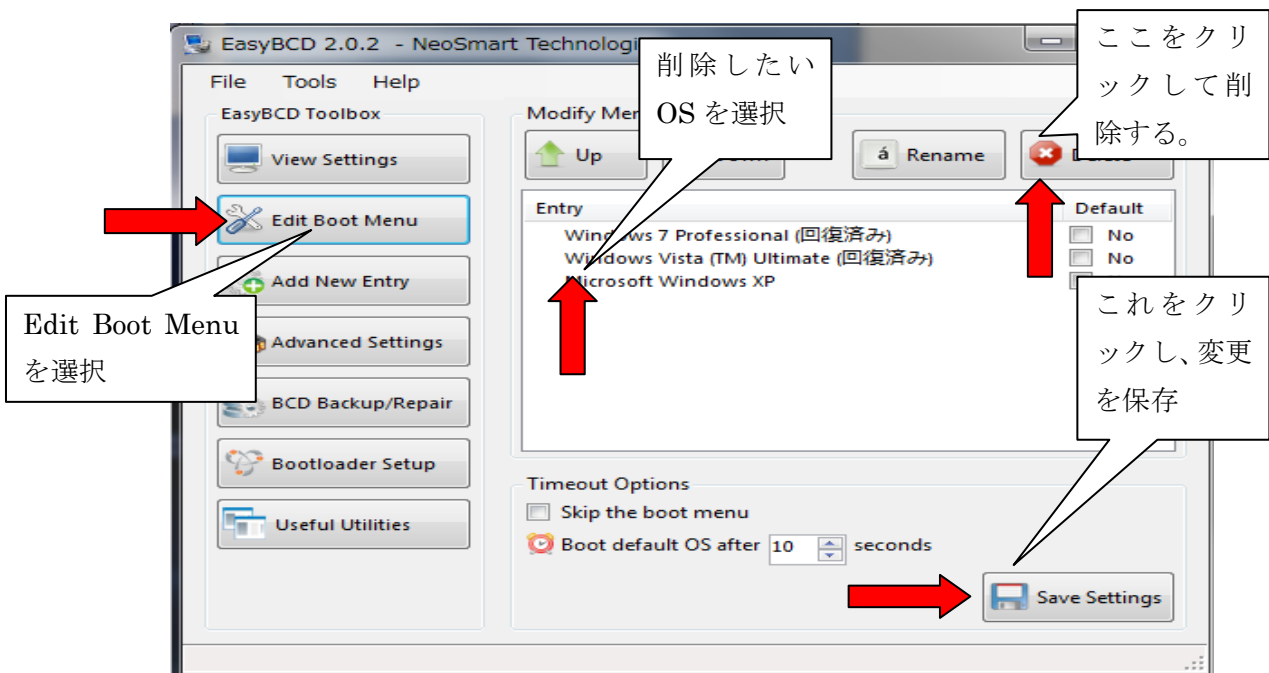 EasyBCD 2.0.2 - NeoSmart Technologi
File Tools Help
EasyBCD Toolbox
View Settings
Edit Boot Menu
Add New Entry
Advanced Settings
BCD Backup/Repair
Bootloader Setup
Useful Utilities
Edit Boot Menu
を選択
削除したい
OS を選択
ここをクリ
ックして削
除する。
Up
Rename
Entry Default
Windows 7 Professional (回復済み) No
Windows Vista (TM) Ultimate (回復済み) No
Microsoft Windows XP
これをクリ
ックし、変更
を保存
Timeout Options
Skip the boot menu
Boot default OS after 10 seconds
Save Settings